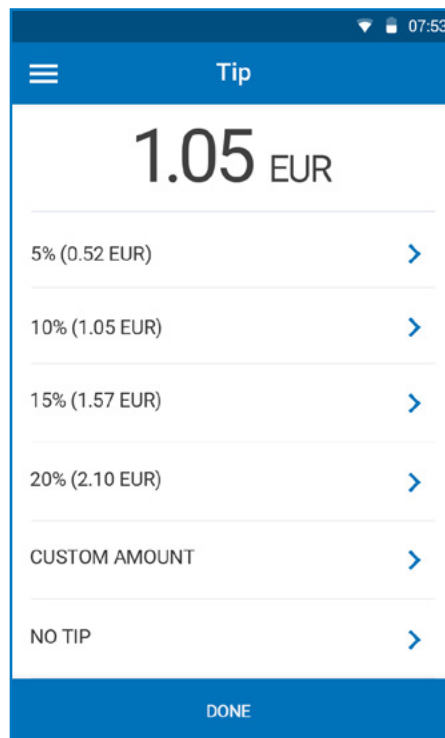 07:53
Tip
1.05 EUR
5% (0.52 EUR)
10% (1.05 EUR)
15% (1.57 EUR)
20% (2.10 EUR)
CUSTOM AMOUNT
NO TIP
DONE